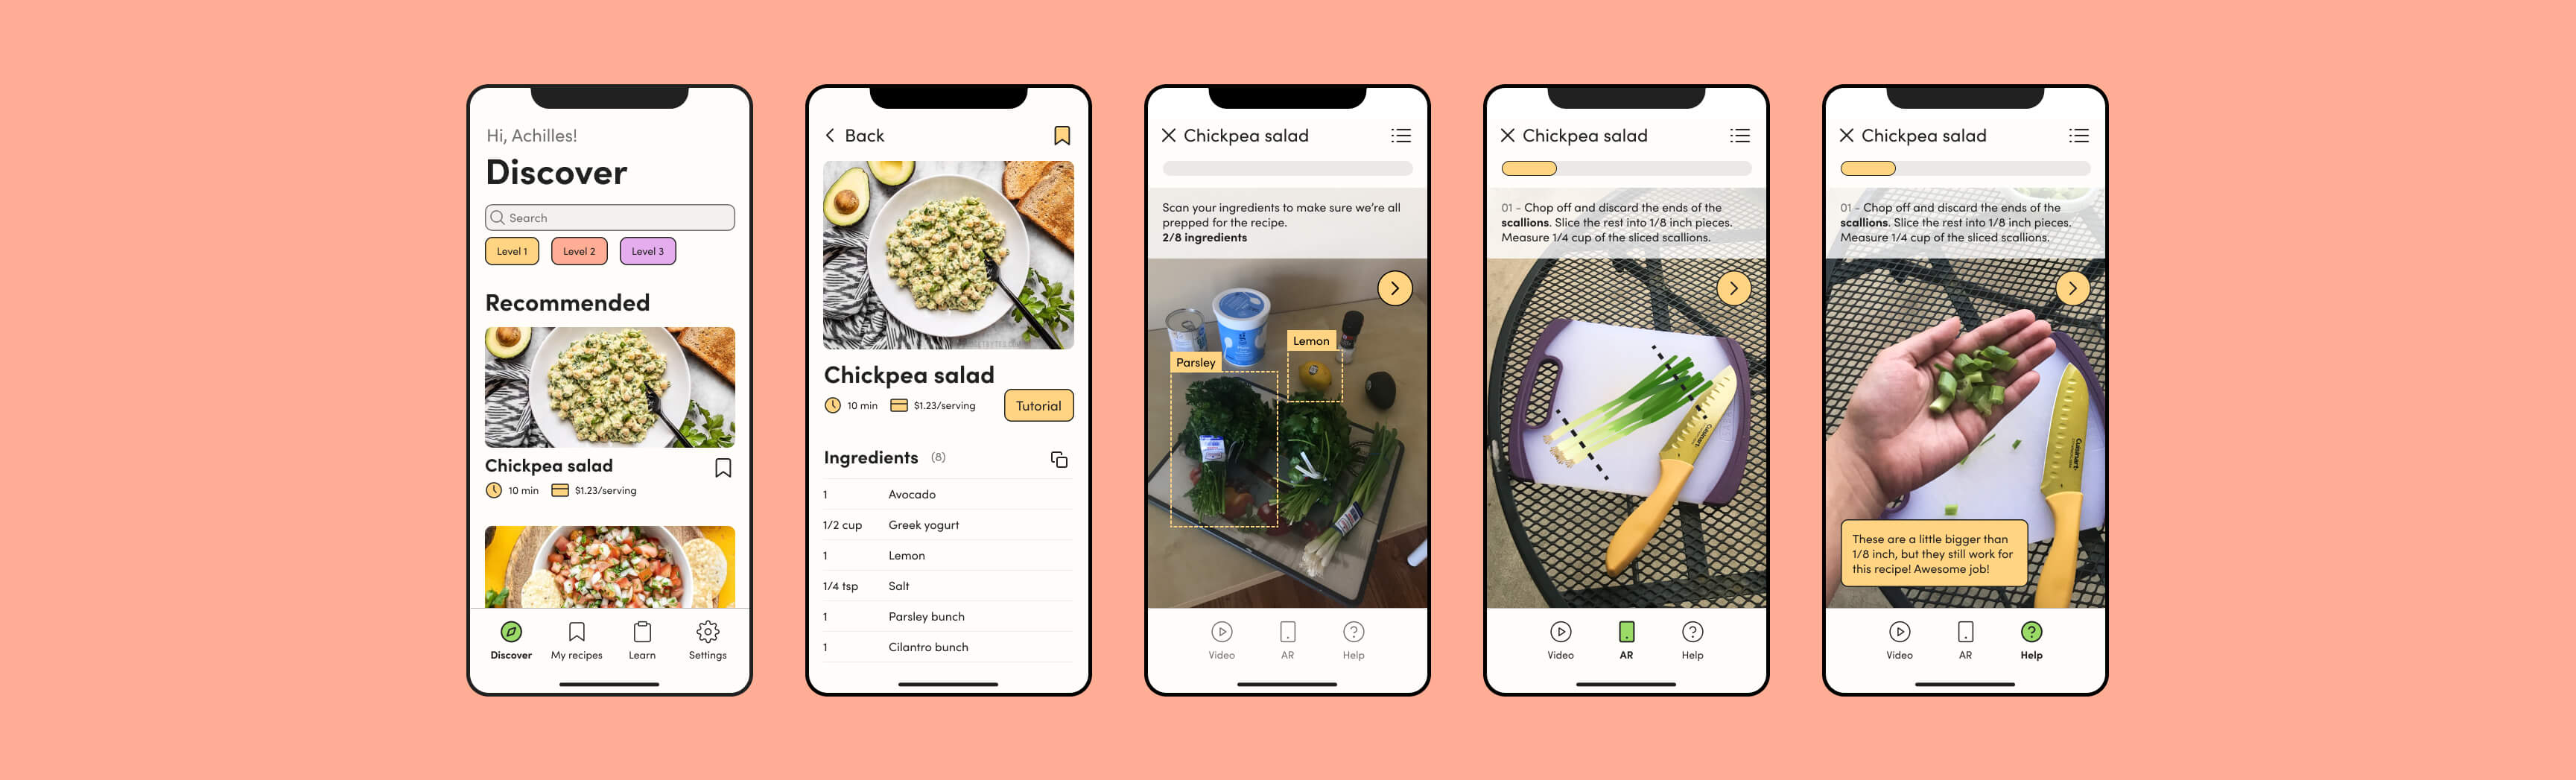 Hi, Achilles!
Discover
Search
Level 1
Level 2
Level 3
Recommended
Chickpea salad
10 min
$1.23/serving
Discover
My recipes
Learn
Settings
Back
Chickpea salad
10 min
$1.23/serving
Tutorial
Ingredients (8)
1 Avocado
1/2 cup Greek yogurt
1 Lemon
1/4 tsp Salt
1 Parsley bunch
1 Cilantro bunch
Chickpea salad
Scan your ingredients to make sure we're all
prepped for the recipe.
2/8 ingredients
Lemon
Parsley
Video
AR
Help
Chickpea salad
01 - Chop off and discard the ends of the
scallions. Slice the rest into 1/8 inch pieces.
Measure 1/4 cup of the sliced scallions.
Cuisinart
Video
AR
Help
Chickpea salad
01 - Chop off and discard the ends of the
scallions. Slice the rest into 1/8 inch pieces.
Measure 1/4 cup of the sliced scallions.
Cuisinart
These are a little bigger than
1/8 inch, but they still work for
this recipe! Awesome job!
Video
AR
Help